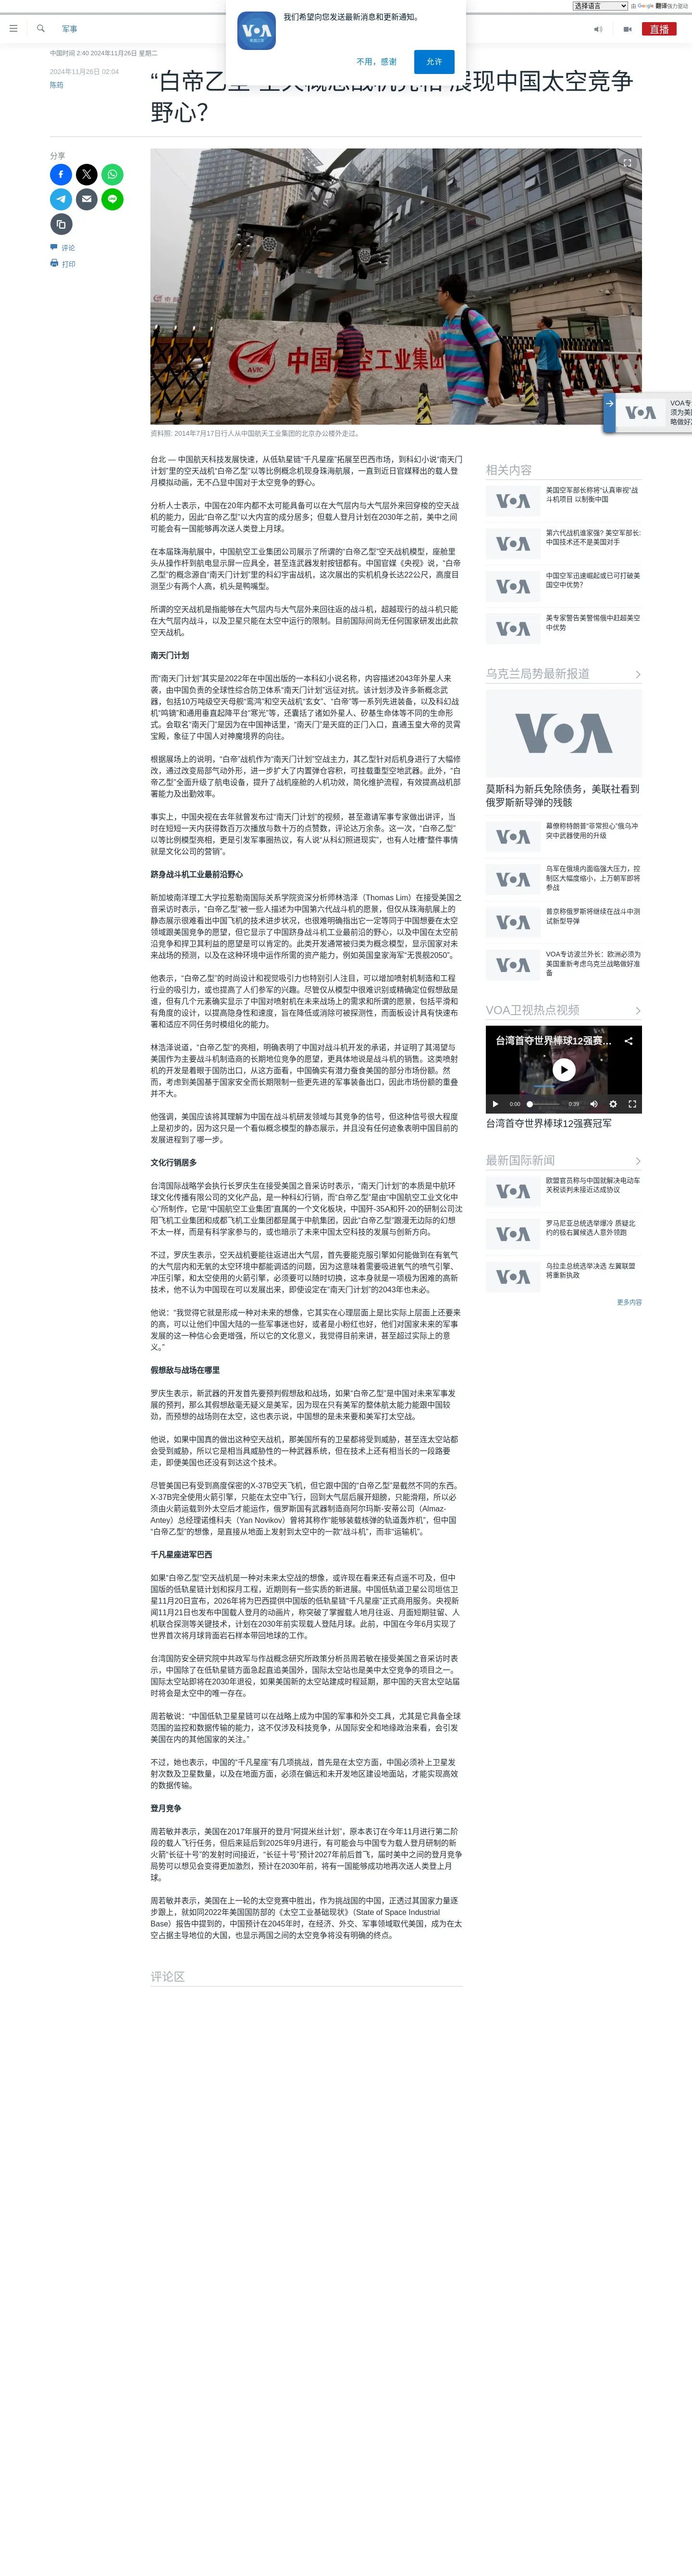 选择语言
由 Google 翻譯强力驱动
我们希望向您发送最新消息和更新通知。
不用，感谢
允许
军事
直播
中国时间 2:40 2024年11月26日 星期二
2024年11月26日 02:04
陈筠
野心？
分享
评论
打印
AVIC
资料照: 2014年7月17日行人从中国航天工业集团的北京办公楼外走过。
台北 — 中国航天科技发展快速，从低轨星链“千凡星座”拓展至巴西市场，到科幻小说“南天门
计划”里的空天战机“白帝乙型”以等比例概念机现身珠海航展，一直到近日官媒释出的载人登
月模拟动画，无不凸显中国对于太空竞争的野心。
分析人士表示，中国在20年内都不太可能具备可以在大气层内与大气层外来回穿梭的空天战
机的能力，因此“白帝乙型”以大内宣的成分居多；但载人登月计划在2030年之前，美中之间
可能会有一国能够再次送人类登上月球。
在本届珠海航展中，中国航空工业集团公司展示了所谓的“白帝乙型”空天战机模型，座舱里
头从操作杆到航电显示屏一应具全，甚至连武器发射按钮都有。中国官媒《央视》说，“白帝
乙型”的概念源自“南天门计划”里的科幻宇宙战机，这次展出的实机机身长达22公尺，高度目
测至少有两个人高，机头是鸭嘴型。
所谓的空天战机是指能够在大气层内与大气层外来回往返的战斗机，超越现行的战斗机只能
在大气层内战斗，以及卫星只能在太空中运行的限制。目前国际间尚无任何国家研发出此款
空天战机。
南天门计划
而“南天门计划”其实是2022年在中国出版的一本科幻小说名称，内容描述2043年外星人来
袭，由中国负责的全球性综合防卫体系“南天门计划”远征对抗。该计划涉及许多新概念武
器，包括10万吨级空天母舰“鸾鸿”和空天战机“玄女”、“白帝”等一系列先进装备，以及科幻战
机“鸣镝”和通用垂直起降平台“寒光”等，还囊括了诸如外星人、矽基生命体等不同的生命形
式。会取名“南天门”是因为在中国神话里，“南天门”是天庭的正门入口，直通玉皇大帝的灵霄
宝殿，象征了中国人对神魔境界的向往。
根据展场上的说明，“白帝”战机作为“南天门计划”空战主力，其乙型针对后机身进行了大幅修
改，通过改变局部气动外形，进一步扩大了内置弹仓容积，可挂载重型空地武器。此外，“白
帝乙型”全面升级了航电设备，提升了战机座舱的人机功效，简化维护流程，有效提高战机部
署能力及出勤效率。
事实上，中国央视在去年就曾发布过“南天门计划”的视频，甚至邀请军事专家做出讲评，当
时在短短一天内获得数百万次播放与数十万的点赞数，评论达万余条。这一次，“白帝乙型”
以等比例模型亮相，更是引发军事圈热议，有人说“从科幻照进现实”，也有人吐槽“整件事情
就是文化公司的营销”。
跻身战斗机工业最前沿野心
新加坡南洋理工大学拉惹勒南国际关系学院资深分析师林浩泽（Thomas Lim）在接受美国之
音采访时表示，“白帝乙型”被一些人描述为中国第六代战斗机的愿景，但仅从珠海航展上的
静态展示很难看出中国飞机的技术进步状况，也很难明确指出它一定等同于中国想要在太空
领域跟美国竞争的愿望，但它显示了中国跻身战斗机工业最前沿的野心，以及中国在太空前
沿竞争和捍卫其利益的愿望是可以肯定的。此类开发通常被归类为概念模型，显示国家对未
来战场的预测，以及在这种环境中运作所需的资产能力，例如英国皇家海军“无畏舰2050”。
他表示，“白帝乙型”的时尚设计和视觉吸引力也特别引人注目，可以增加喷射机制造和工程
行业的吸引力，或也提高了人们参军的兴趣。尽管仅从模型中很难识别或精确定位假想敌是
谁，但有几个元素确实显示了中国对喷射机在未来战场上的需求和所谓的愿景，包括平滑和
有角度的设计，以提高隐身性和速度，旨在降低或消除可被探测性，而面板设计具有快速布
署和适应不同任务时模组化的能力。
林浩泽说道，“白帝乙型”的亮相，明确表明了中国对战斗机开发的承诺，并证明了其渴望与
美国作为主要战斗机制造商的长期地位竞争的愿望，更具体地说是战斗机的销售。这类喷射
机的开发是着眼于国防出口，从这方面看，中国确实有潜力蚕食美国的部分市场份额。然
而，考虑到美国基于国家安全而长期限制一些更先进的军事装备出口，因此市场份额的重叠
并不大。
他强调，美国应该将其理解为中国在战斗机研发领域与其竞争的信号，但这种信号很大程度
上是初步的，因为这只是一个看似概念模型的静态展示，并且没有任何迹象表明中国目前的
发展进程到了哪一步。
文化行销居多
台湾国际战略学会执行长罗庆生在接受美国之音采访时表示，“南天门计划”的本质是中航环
球文化传播有限公司的文化产品，是一种科幻行销，而“白帝乙型”是由“中国航空工业文化中
心”所制作，它是“中国航空工业集团”直属的一个文化板块，中国歼-35A和歼-20的研制公司沈
阳飞机工业集团和成都飞机工业集团都是属于中航集团，因此“白帝乙型”跟漫无边际的幻想
不太一样，而是有科学家参与的，或也暗示了未来中国太空科技的发展与创新方向。
不过，罗庆生表示，空天战机要能往返进出大气层，首先要能克服引擎如何能做到在有氧气
的大气层内和无氧的太空环境中都能调适的问题，因为这意味着需要吸进氧气的喷气引擎、
冲压引擎，和太空使用的火箭引擎，必须要可以随时切换，这本身就是一项极为困难的高新
技术，他不认为中国现在可以发展出来，即使设定在“南天门计划”的2043年也未必。
他说：“我觉得它就是形成一种对未来的想像，它其实在心理层面上是比实际上层面上还要来
的高，可以让他们中国大陆的一些军事迷也好，或者是小粉红也好，他们对国家未来的军事
发展的这一种信心会更增强，所以它的文化意义，我觉得目前来讲，甚至超过实际上的意
义。”
假想敌与战场在哪里
罗庆生表示，新武器的开发首先要预判假想敌和战场，如果“白帝乙型”是中国对未来军事发
展的预判，那么其假想敌毫无疑义是美军，因为现在只有美军的整体航太能力能跟中国较
劲，而预想的战场则在太空，这也表示说，中国想的是未来要和美军打太空战。
他说，如果中国真的做出这种空天战机，那美国所有的卫星都将受到威胁，甚至连太空站都
会受到威胁，所以它是相当具威胁性的一种武器系统，但在技术上还有相当长的一段路要
走，即便美国也还没有到达这个技术。
尽管美国已有受到高度保密的X-37B空天飞机，但它跟中国的“白帝乙型”是截然不同的东西。
X-37B完全使用火箭引擎，只能在太空中飞行，回到大气层后展开翅膀，只能滑翔，所以必
须由火箭运载到外太空后才能运作，俄罗斯国有武器制造商阿尔玛斯-安蒂公司（Almaz-
Antey）总经理诺维科夫（Yan Novikov）曾将其称作“能够装载核弹的轨道轰炸机”，但中国
“白帝乙型”的想像，是直接从地面上发射到太空中的一款“战斗机”，而非“运输机”。
千凡星座进军巴西
如果“白帝乙型”空天战机是一种对未来太空战的想像，或许现在看来还有点遥不可及，但中
国版的低轨星链计划和探月工程，近期则有一些实质的新进展。中国低轨道卫星公司垣信卫
星11月20日宣布，2026年将为巴西提供中国版的低轨星链“千凡星座”正式商用服务。央视新
闻11月21日也发布中国载人登月的动画片，称突破了掌握载人地月往返、月面短期驻留、人
机联合探测等关键技术，计划在2030年前实现载人登陆月球。此前，中国在今年6月实现了
世界首次将月球背面岩石样本带回地球的工作。
台湾国防安全研究院中共政军与作战概念研究所政策分析员周若敏在接受美国之音采访时表
示，中国除了在低轨星链方面急起直追美国外，国际太空站也是美中太空竞争的项目之一。
国际太空站即将在2030年退役，如果美国新的太空站建成时程延期，那中国的天宫太空站届
时将会是太空中的唯一存在。
周若敏说：“中国低轨卫星星链可以在战略上成为中国的军事和外交工具，尤其是它具备全球
范围的监控和数据传输的能力，这不仅涉及科技竞争，从国际安全和地缘政治来看，会引发
美国在内的其他国家的关注。”
不过，她也表示，中国的“千凡星座”有几项挑战，首先是在太空方面，中国必须补上卫星发
射次数及卫星数量，以及在地面方面，必须在偏远和未开发地区建设地面站，才能实现高效
的数据传输。
登月竞争
周若敏并表示，美国在2017年展开的登月“阿提米丝计划”，原本表订在今年11月进行第二阶
段的载人飞行任务，但后来延后到2025年9月进行，有可能会与中国专为载人登月研制的新
火箭“长征十号”的发射时间接近，“长征十号”预计2027年前后首飞，届时美中之间的登月竞争
局势可以想见会变得更加激烈，预计在2030年前，将有一国能够成功地再次送人类登上月
球。
周若敏并表示，美国在上一轮的太空竞赛中胜出，作为挑战国的中国，正透过其国家力量逐
步跟上，就如同2022年美国国防部的《太空工业基础现状》（State of Space Industrial
Base）报告中提到的，中国预计在2045年时，在经济、外交、军事领域取代美国，成为在太
空占据主导地位的大国，也显示两国之间的太空竞争将没有明确的终点。
评论区
相关内容
美国空军部长称将“认真审视”战
斗机项目 以制衡中国
第六代战机谁家强? 美空军部长:
中国技术还不是美国对手
中国空军迅速崛起或已可打破美
国空中优势?
美专家警告美警惕俄中赶超美空
中优势
乌克兰局势最新报道
莫斯科为新兵免除债务，美联社看到
俄罗斯新导弹的残骸
幕僚称特朗普“非常担心”俄乌冲
突中武器使用的升级
乌军在俄境内面临强大压力，控
制区大幅度缩小，上万朝军即将
参战
普京称俄罗斯将继续在战斗中测
试新型导弹
VOA专访波兰外长：欧洲必须为
美国重新考虑乌克兰战略做好准
备
VOA卫视热点视频
台湾首夺世界棒球12强赛...
0:00
0:39
台湾首夺世界棒球12强赛冠军
最新国际新闻
欧盟官员称与中国就解决电动车
关税谈判未接近达成协议
罗马尼亚总统选举爆冷 质疑北
约的极右翼候选人意外领跑
乌拉圭总统选举决选 左翼联盟
将重新执政
更多内容